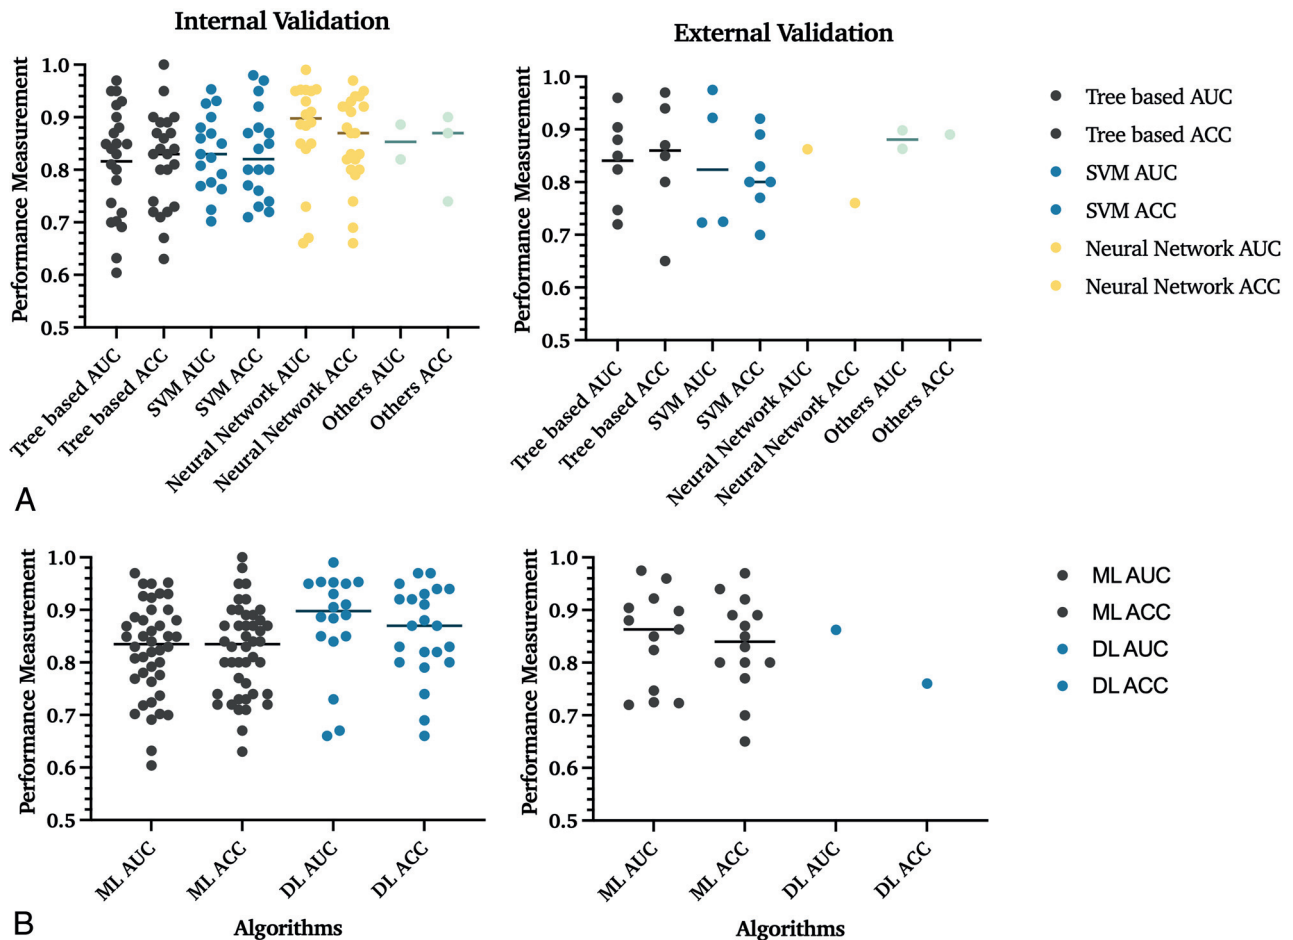 Internal Validation
External Validation
Performance Measurement
1.0
0.9
0.8
0.7
0.6
0.5
Tree based AUC
Tree based ACC
SVM AUC
SVM ACC
Neural Network AUC
Neural Network ACC
Others AUC
Others ACC
Performance Measurement
1.0
0.9
0.8
0.7
0.6
0.5
Tree based AUC
Tree based ACC
SVM AUC
SVM ACC
Neural Network AUC
Neural Network ACC
Others AUC
Others ACC
Tree based AUC
Tree based ACC
SVM AUC
SVM ACC
Neural Network AUC
Neural Network ACC
A
Performance Measurement
1.0
0.9
0.8
0.7
0.6
0.5
ML AUC
ML ACC
DL AUC
DL ACC
Algorithms
Performance Measurement
1.0
0.9
0.8
0.7
0.6
0.5
ML AUC
ML ACC
DL AUC
DL ACC
Algorithms
ML AUC
ML ACC
DL AUC
DL ACC
B